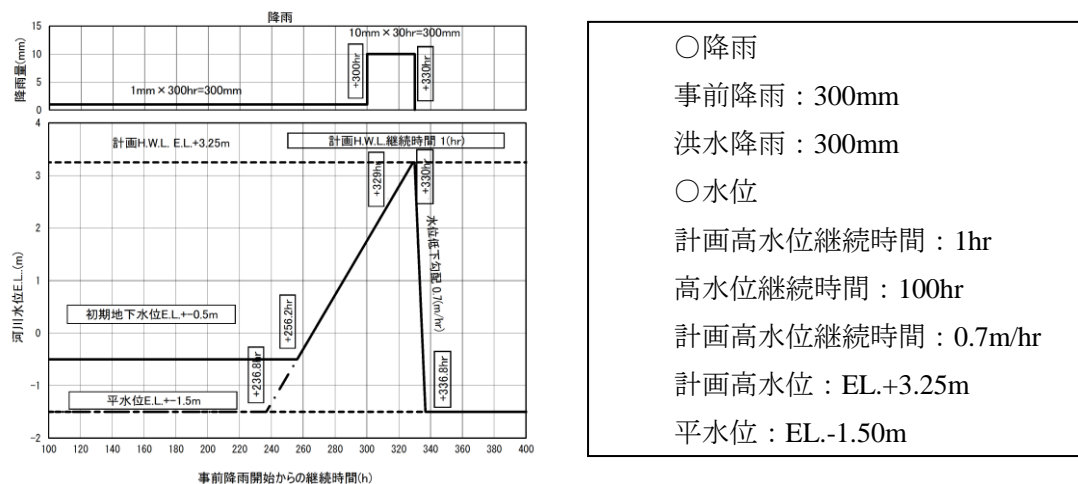 降雨
降雨量(mm)
15
10
5
0
10mm×30hr=300mm
1mm×300hr=300mm
+300hr
+330hr
河川水位E.L.(m)
4
3
2
1
0
-1
-2
計画H.W.L. E.L.+3.25m
計画H.W.L.継続時間 1(hr)
+329hr
+330hr
水位低下勾配 0.7(m/hr)
初期地下水位E.L.+-0.5m
+256.2hr
+236.8hr
+336.8hr
平水位E.L.+-1.5m
100 120 140 160 180 200 220 240 260 280 300 320 340 360 380 400
事前降雨開始からの継続時間(h)
○降雨
事前降雨：300mm
洪水降雨：300mm
○水位
計画高水位継続時間：1hr
高水位継続時間：100hr
計画高水位継続時間：0.7m/hr
計画高水位：EL.+3.25m
平水位：EL.-1.50m